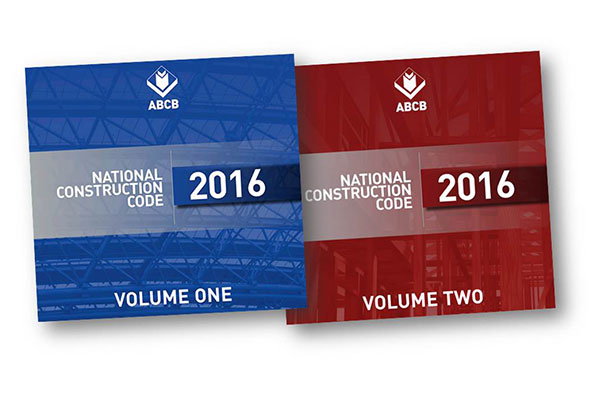 ABCB
NATIONAL
CONSTRUCTION
CODE
2016
VOLUME ONE
ABCB
NATIONAL
CONSTRUCTION
CODE
2016
VOLUME TWO